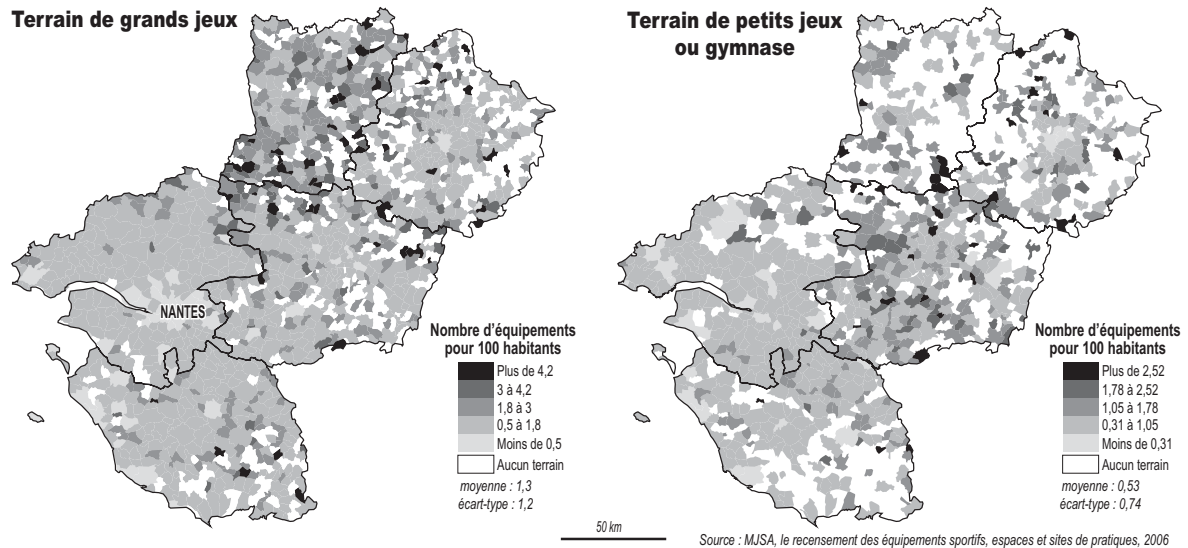 Terrain de grands jeux
Terrain de petits jeux
ou gymnase
NANTES
Nombre d'équipements
pour 100 habitants
Plus de 4,2
3 à 4,2
1,8 à 3
0,5 à 1,8
Moins de 0,5
Aucun terrain
moyenne : 1,3
écart-type : 1,2
Nombre d'équipements
pour 100 habitants
Plus de 2,52
1,78 à 2,52
1,05 à 1,78
0,31 à 1,05
Moins de 0,31
Aucun terrain
moyenne : 0,53
écart-type : 0,74
50 km
Source : MJSA, le recensement des équipements sportifs, espaces et sites de pratiques, 2006